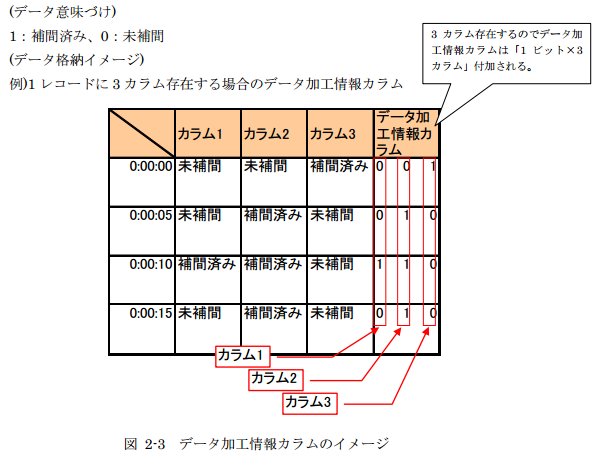 (データ意味づけ)
1:補間済み、0:未補間
(データ格納イメージ)
例)1 レコードに 3 カラム存在する場合のデータ加工情報カラム
3 カラム存在するのでデータ加
工情報カラムは「1 ビット×3
カラム」付加される。
カラム1 カラム2 カラム3 データ加
工情報カ
ラム
0:00:00 未補間 未補間 補間済み 0 0 1
0:00:05 未補間 補間済み 未補間 0 1 0
0:00:10 補間済み 補間済み 未補間 1 1 0
0:00:15 未補間 補間済み 未補間 0 1 0
カラム1
カラム2
カラム3
図 2-3 データ加工情報カラムのイメージ